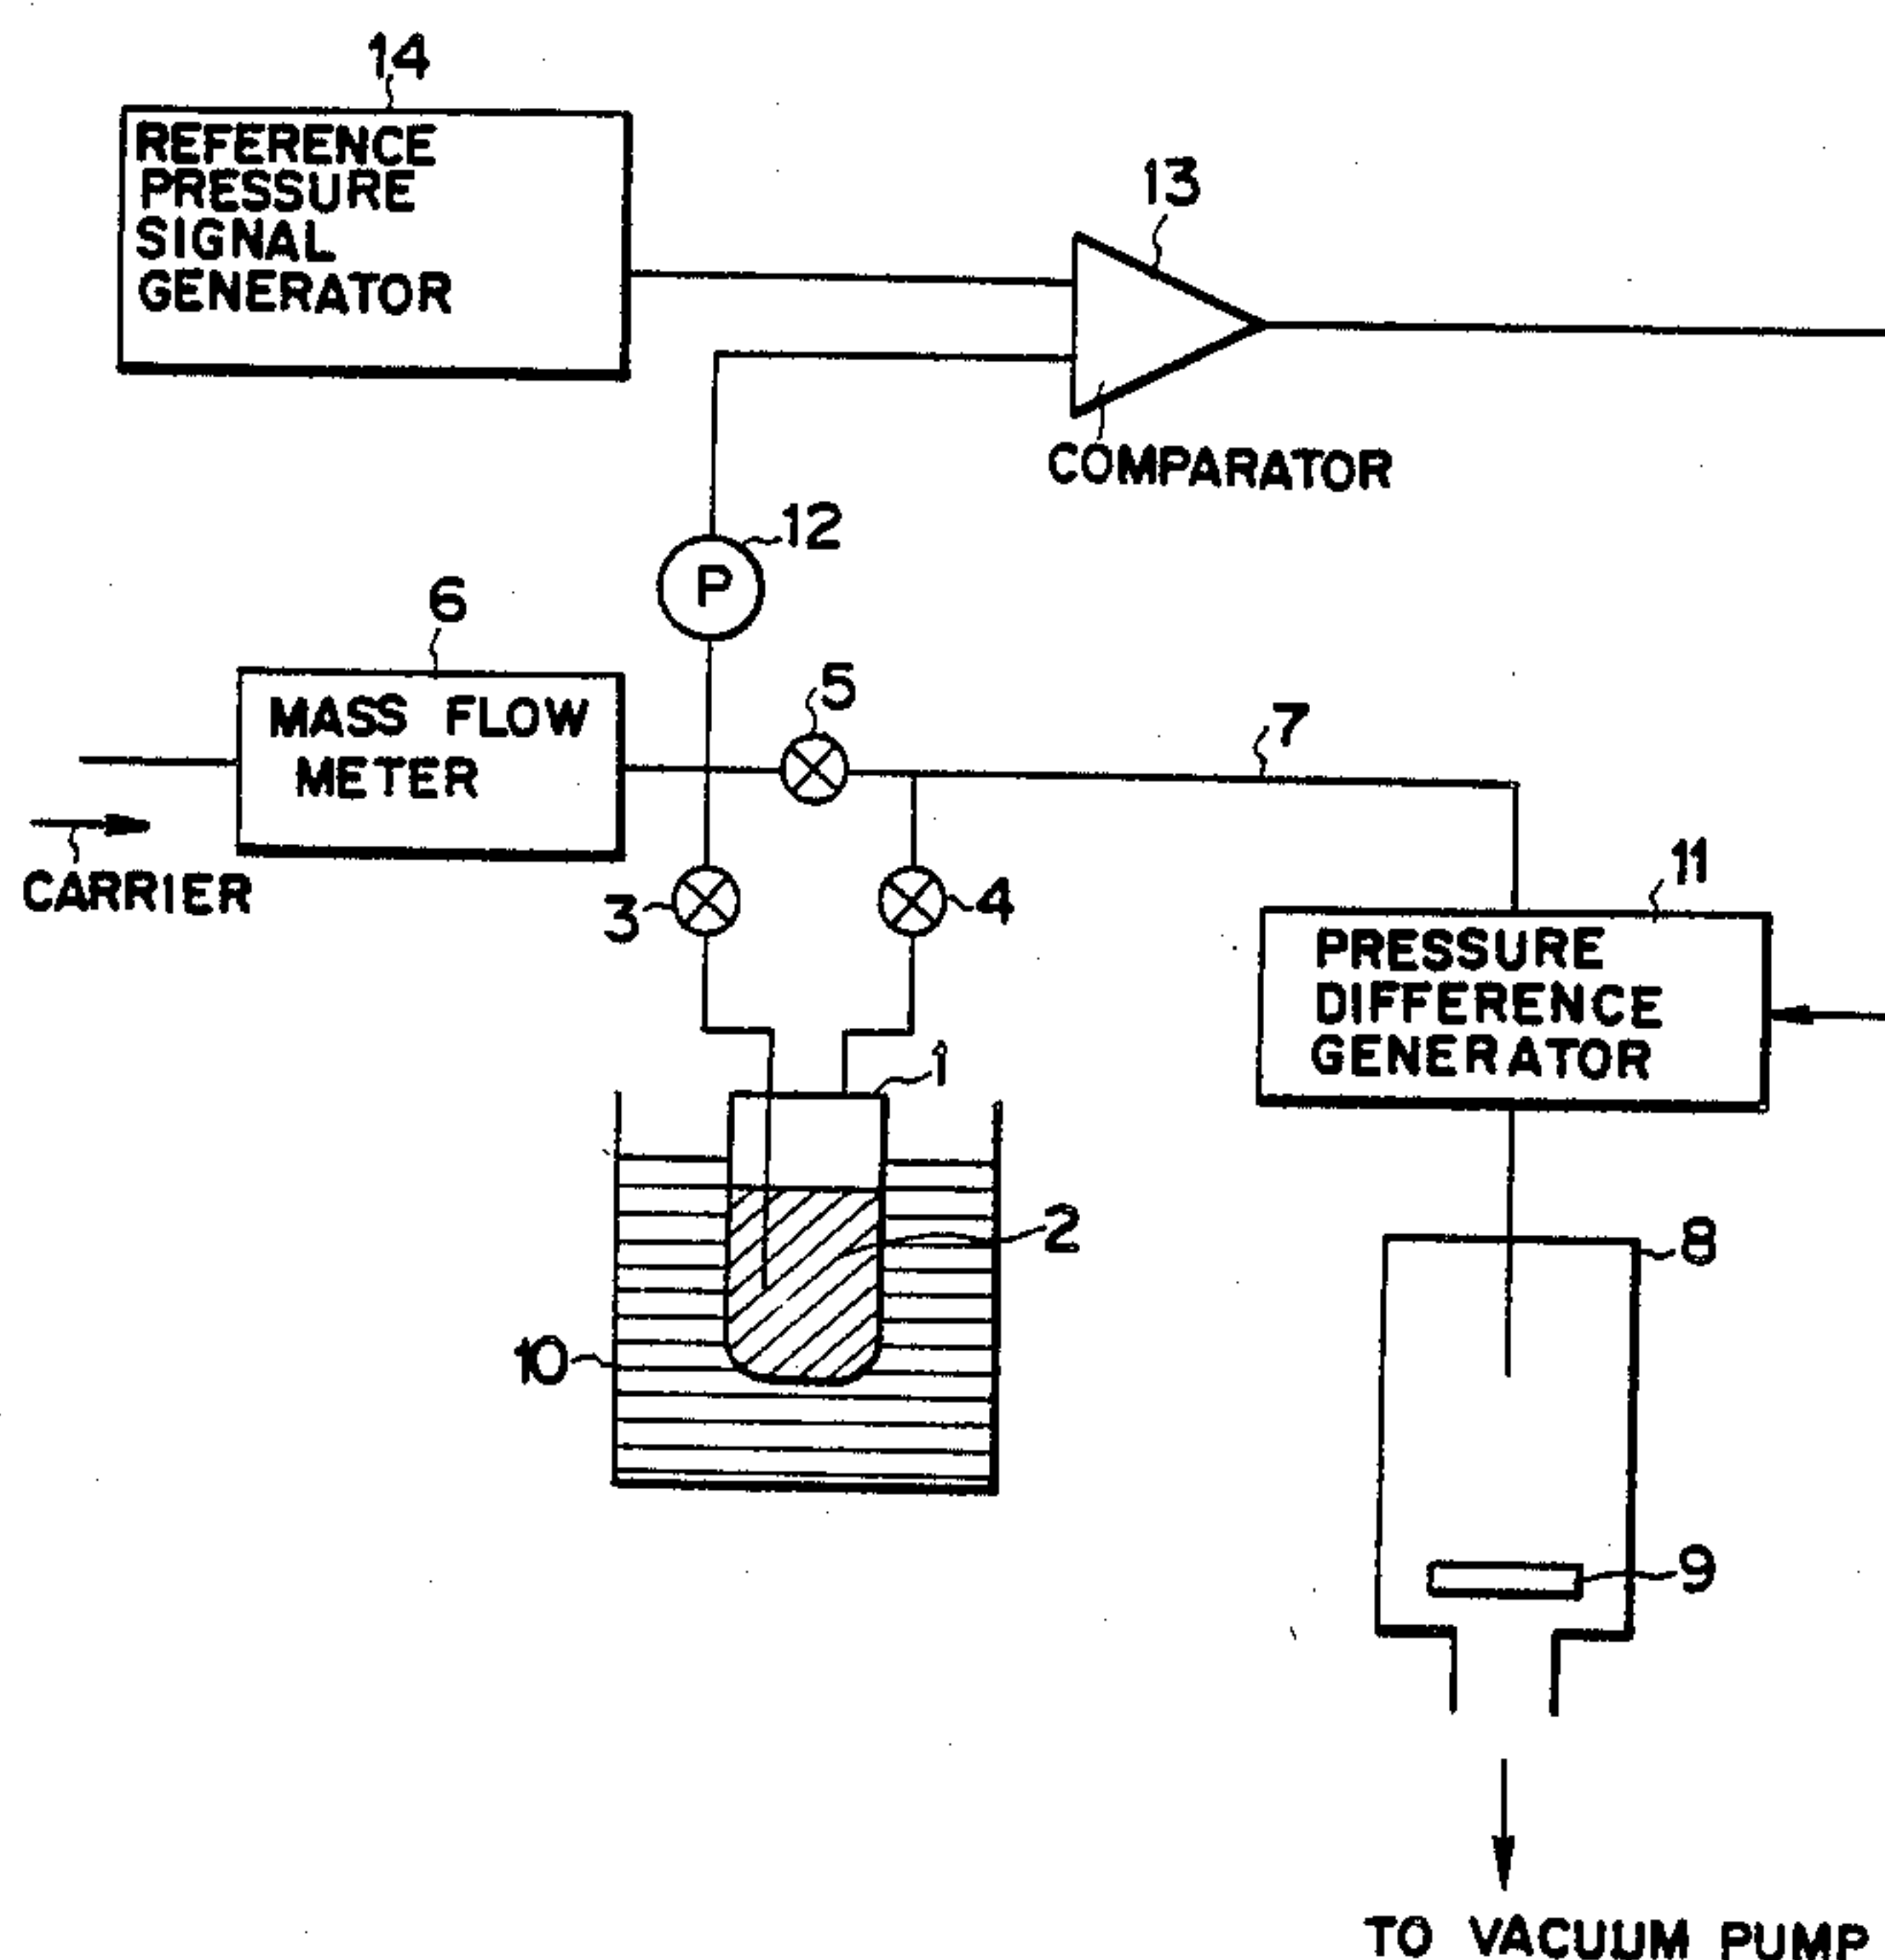 14
REFERENCE
PRESSURE
SIGNAL
GENERATOR
13
COMPARATOR
12
P
6
MASS FLOW
METER
5
7
CARRIER
3
4
11
PRESSURE
DIFFERENCE
GENERATOR
1
2
10
8
9
TO VACUUM PUMP